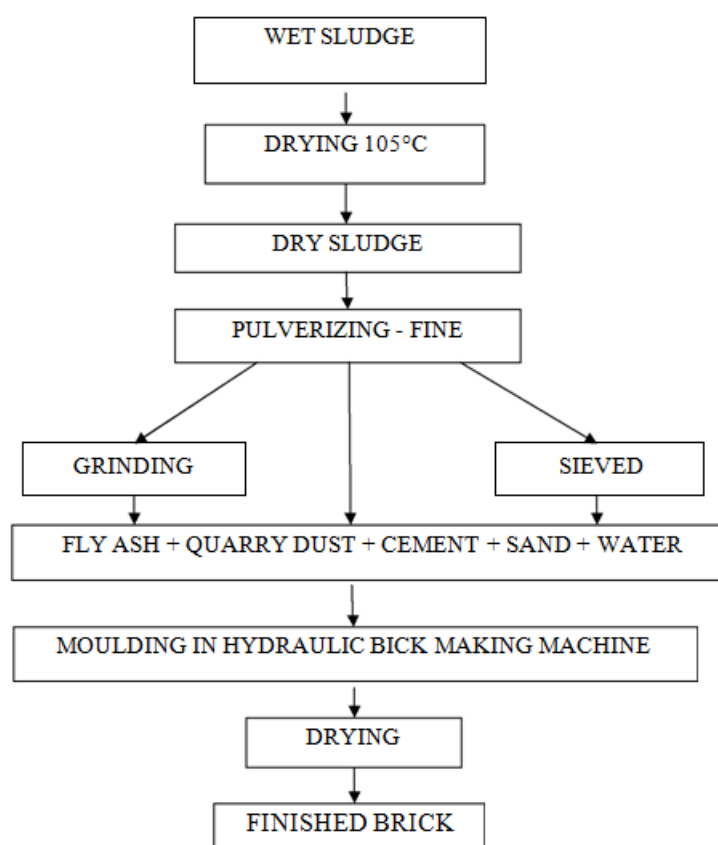 WET SLUDGE
DRYING 105°C
DRY SLUDGE
PULVERIZING - FINE
GRINDING
SIEVED
FLY ASH + QUARRY DUST + CEMENT + SAND + WATER
MOULDING IN HYDRAULIC BICK MAKING MACHINE
DRYING
FINISHED BRICK